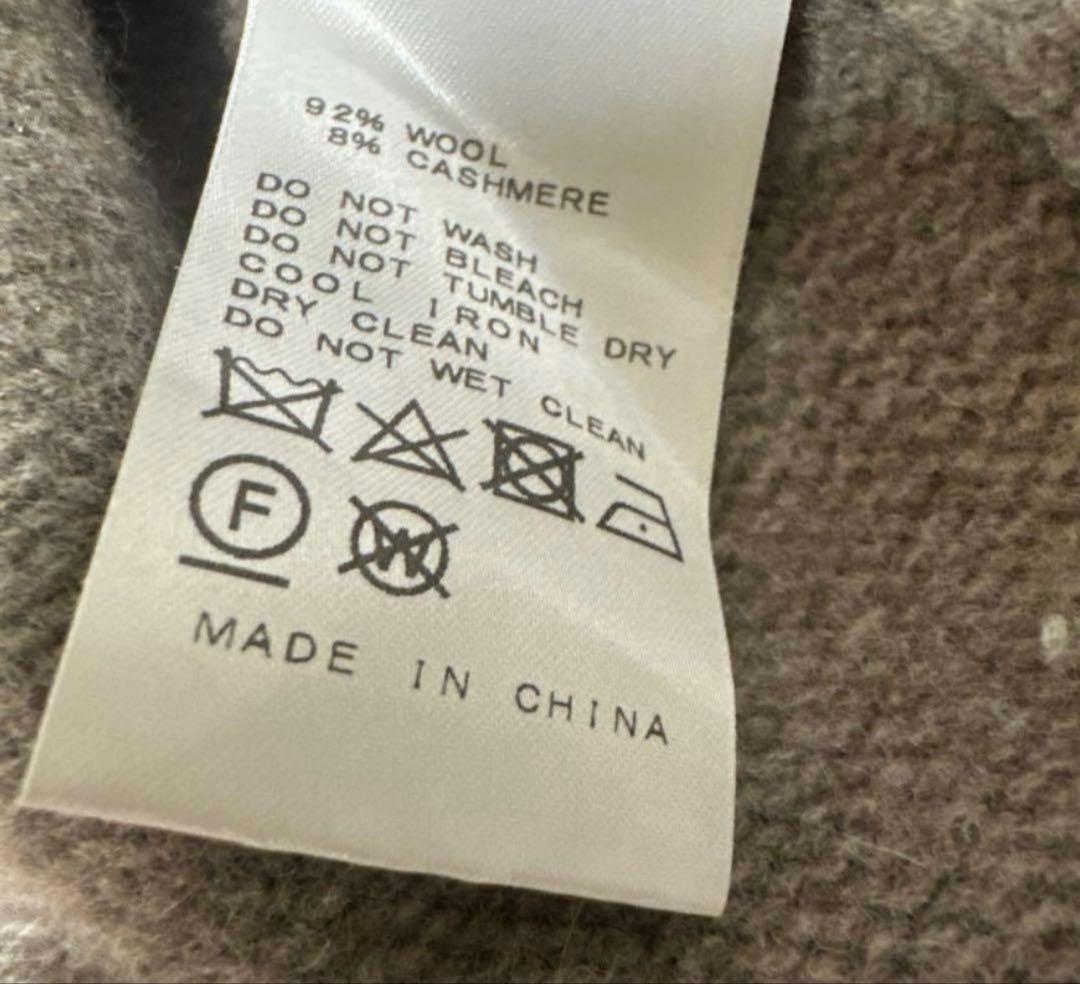 92% WOOL
8% CASHMERE
DO NOT WASH
DO NOT BLEACH
DO NOT TUMBLE DRY
COOL IRON
DRY CLEAN
DO NOT WET CLEAN
F W
MADE IN CHINA